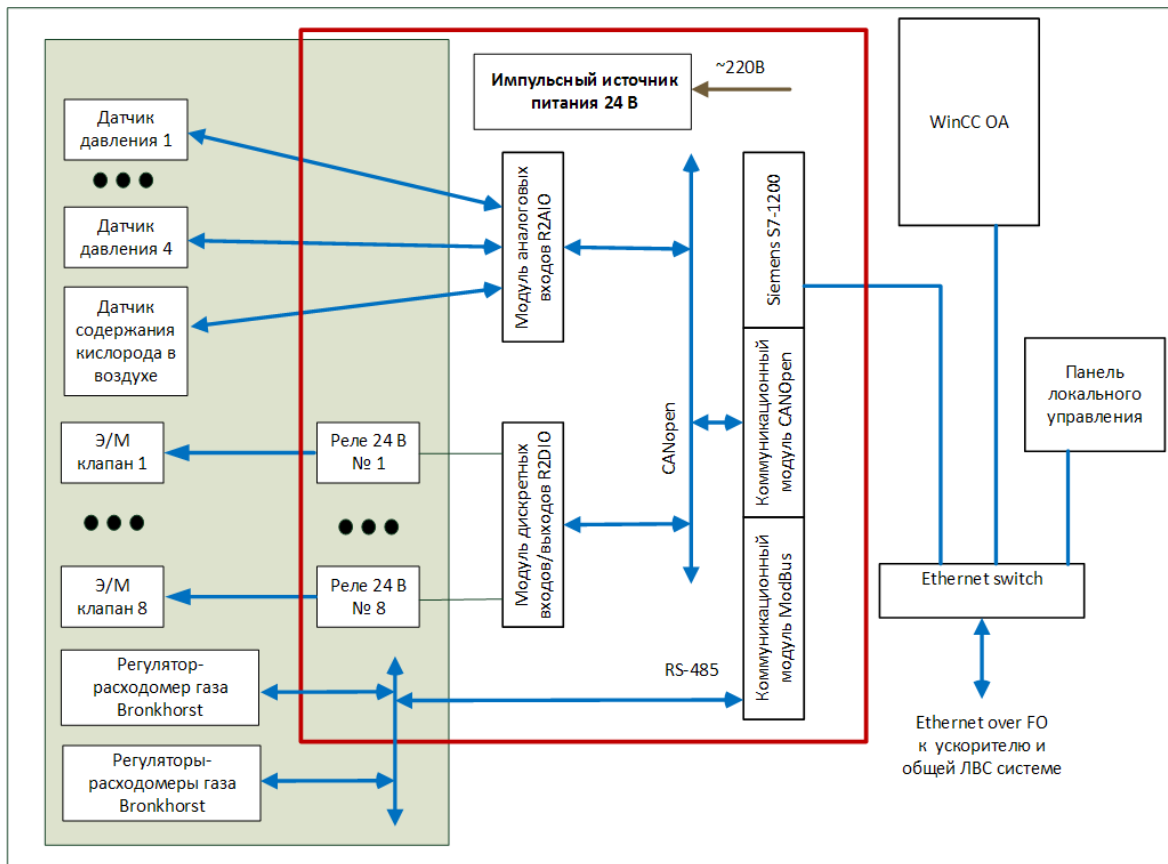 Импульсный источник
питания 24 В
~220В
WinCC OA
Датчик
давления 1
Датчик
давления 4
Датчик
содержания
кислорода в
воздухе
Модуль аналоговых
входов R2AIO
Siemens S7-1200
Панель
локального
управления
CANopen
Коммуникационный
модуль CANOpen
Э/М
клапан 1
Реле 24 В
№ 1
Модуль дискретных
входов/выходов R2DIO
Э/М
клапан 8
Реле 24 В
№ 8
Коммуникационный
модуль ModBus
Ethernet switch
Регулятор-
расходомер газа
Bronkhorst
RS-485
Регуляторы-
расходомеры газа
Bronkhorst
Ethernet over FO
к ускорителю и
общей ЛВС системе